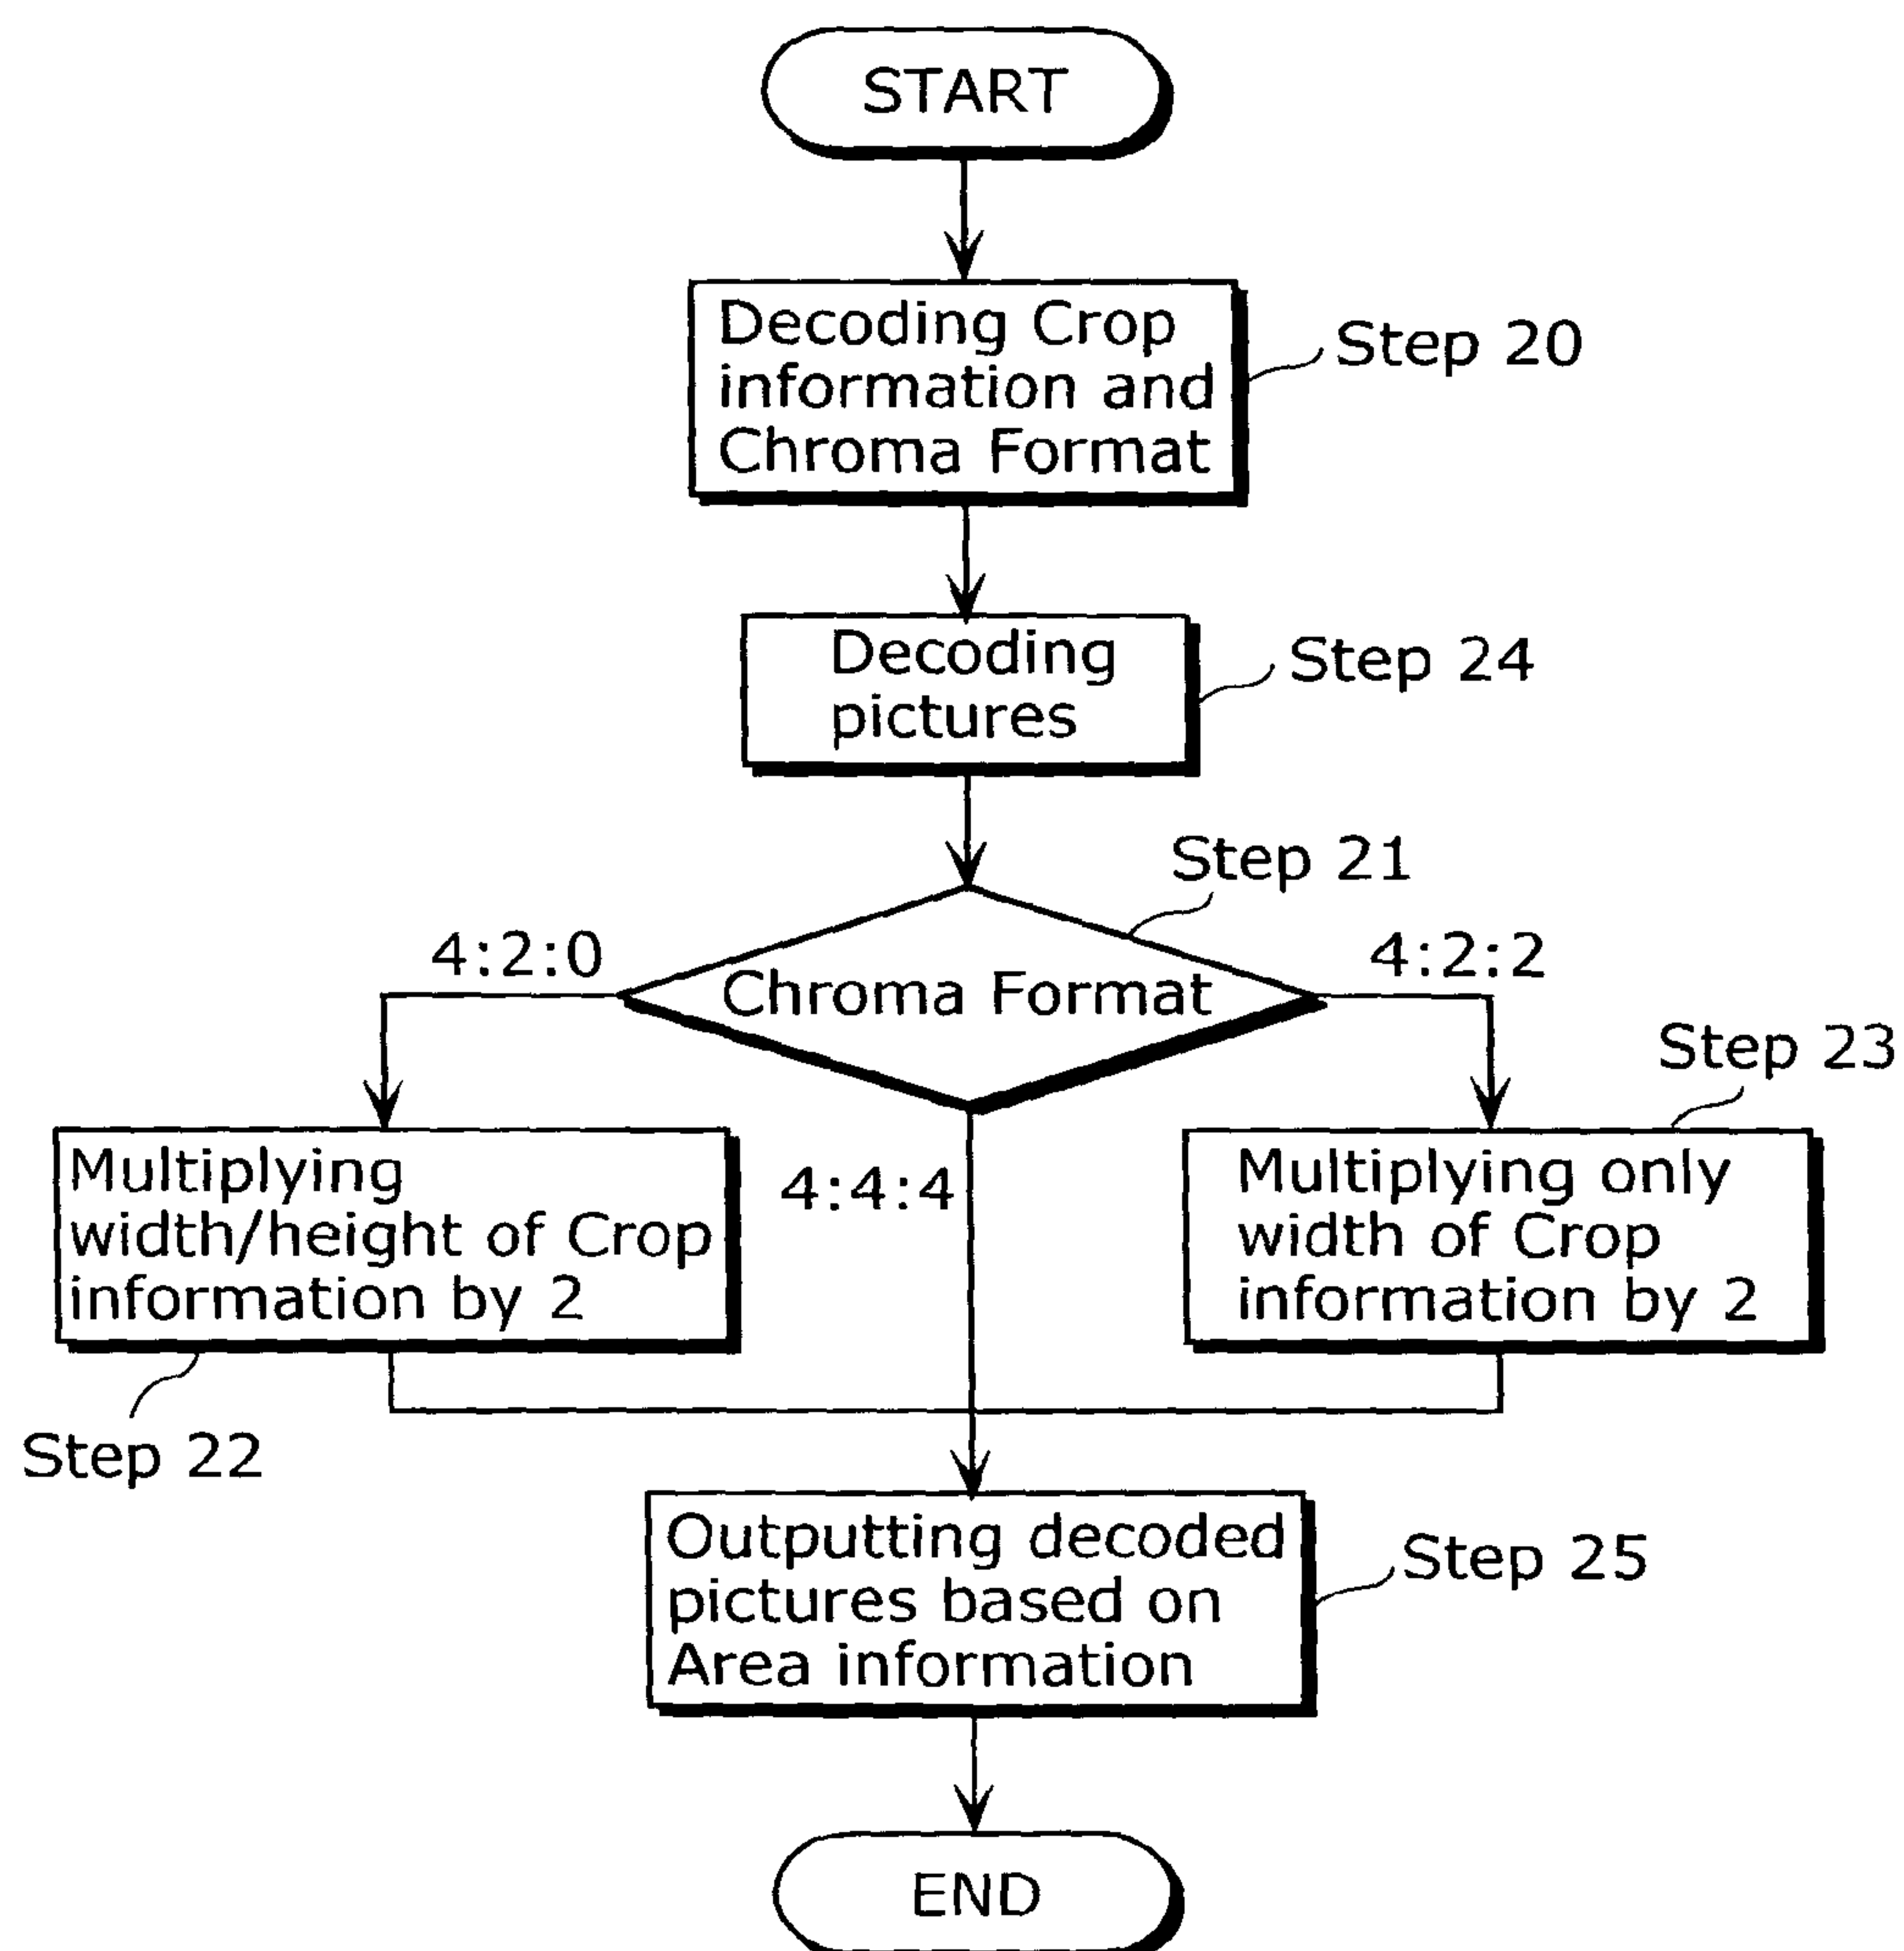 START
Decoding Crop
information and
Chroma Format
Step 20
Decoding
pictures
Step 24
Step 21
4:2:0
Chroma Format
4:2:2
Step 23
Multiplying
width/height of Crop
information by 2
4:4:4
Multiplying only
width of Crop
information by 2
Step 22
Outputting decoded
pictures based on
Area information
Step 25
END